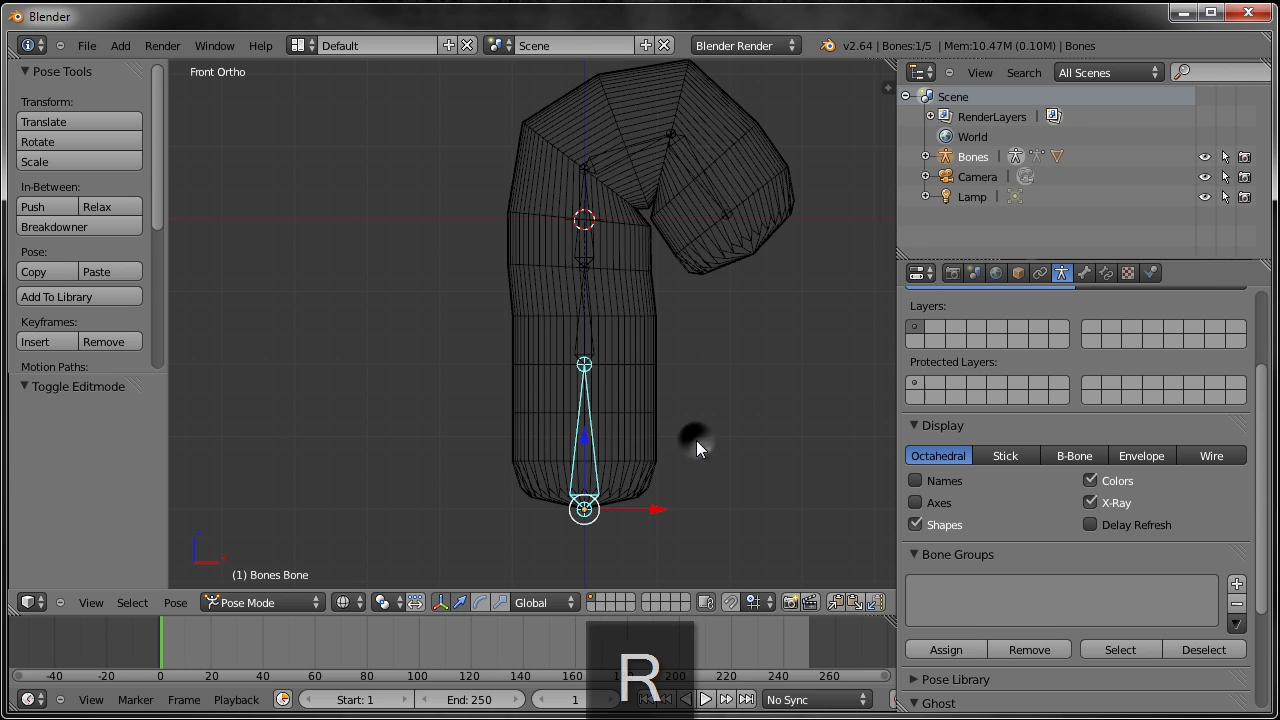 Blender
File Add Render Window Help Default Scene Blender Render v2.64 | Bones:1/5 | Mem:10.47M (0.10M) | Bones
Pose Tools
Transform:
Translate
Rotate
Scale
In-Between:
Push Relax
Breakdowner
Pose:
Copy Paste
Add To Library
Keyframes:
Insert Remove
Motion Paths:
Toggle Editmode
Front Ortho
(1) Bones Bone
View Select Pose Pose Mode Global
-40 -20 0 20 40 60 80 100 120 140 160 180 200 220 240 260
View Marker Frame Playback Start: 1 End: 250 1 No Sync
R
View Search All Scenes
Scene
RenderLayers
World
Bones
Camera
Lamp
Layers:
Protected Layers:
Display
Octahedral Stick B-Bone Envelope Wire
Names Colors
Axes X-Ray
Shapes Delay Refresh
Bone Groups
Assign Remove Select Deselect
Pose Library
Ghost